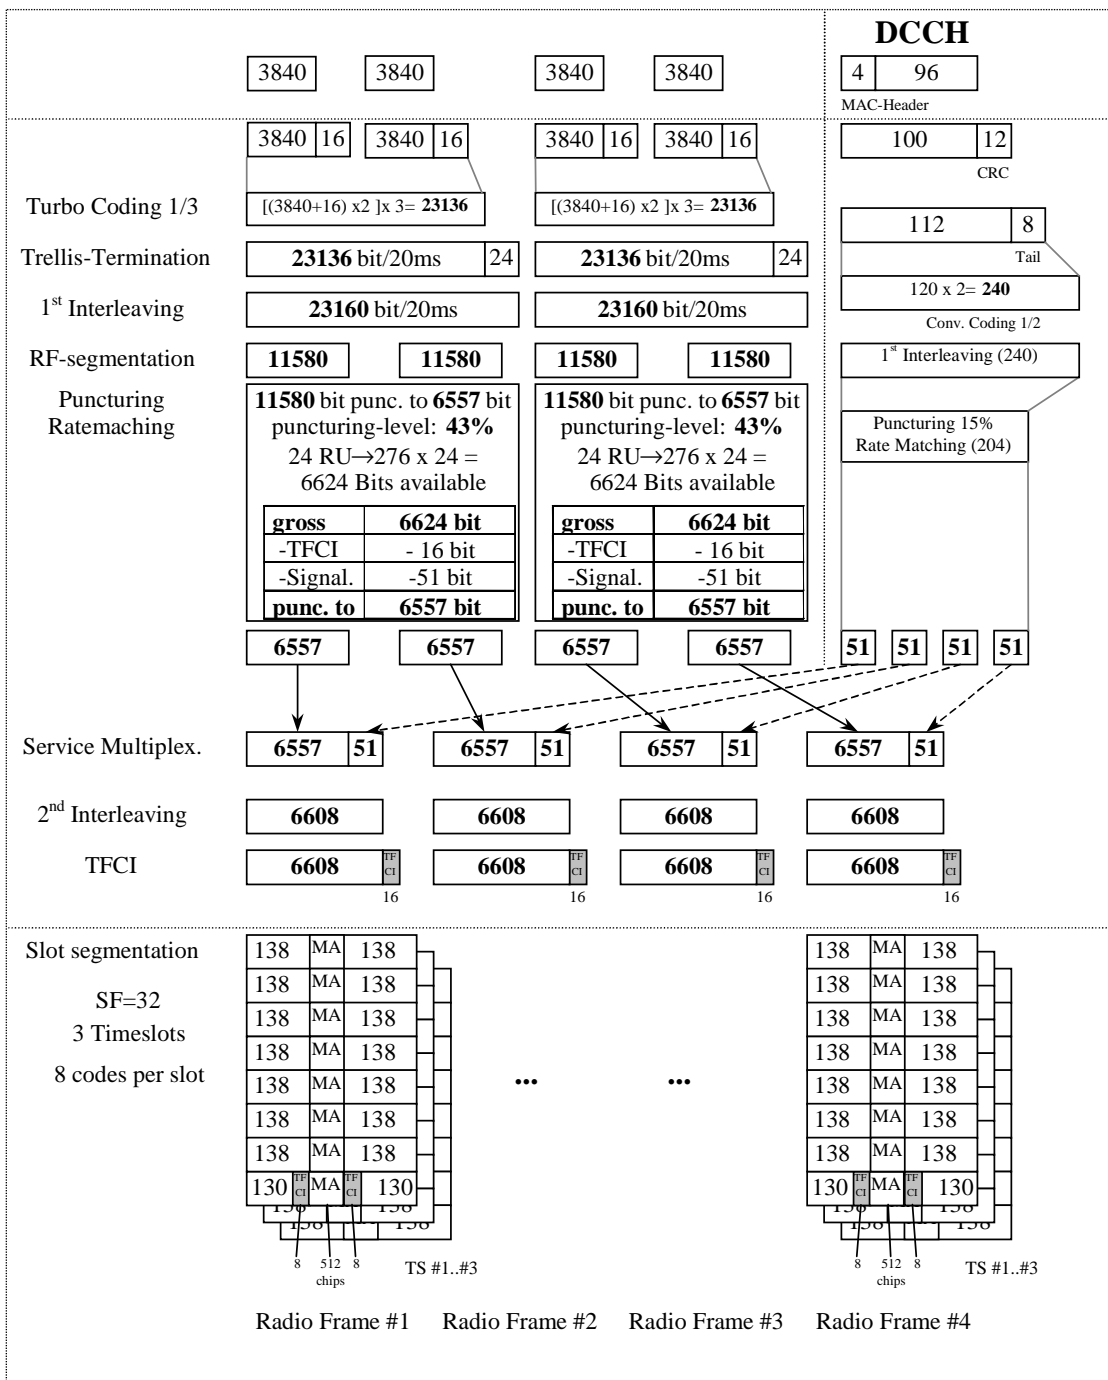 DCCH
3840 3840 3840 3840 4 96
MAC-Header
3840 16 3840 16 3840 16 3840 16 100 12
CRC
Turbo Coding 1/3 [(3840+16) x2 ]x 3= 23136 [(3840+16) x2 ]x 3= 23136
112 8
Tail
Trellis-Termination 23136 bit/20ms 24 23136 bit/20ms 24
120 x 2= 240
Conv. Coding 1/2
1st Interleaving 23160 bit/20ms 23160 bit/20ms
RF-segmentation 11580 11580 11580 11580 1st Interleaving (240)
Puncturing
Ratemaching
11580 bit punc. to 6557 bit
puncturing-level: 43%
24 RU→276 x 24 =
6624 Bits available
gross 6624 bit
-TFCI - 16 bit
-Signal. -51 bit
punc. to 6557 bit
11580 bit punc. to 6557 bit
puncturing-level: 43%
24 RU→276 x 24 =
6624 Bits available
gross 6624 bit
-TFCI - 16 bit
-Signal. -51 bit
punc. to 6557 bit
Puncturing 15%
Rate Matching (204)
6557 6557 6557 6557 51 51 51 51
Service Multiplex. 6557 51 6557 51 6557 51 6557 51
2nd Interleaving 6608 6608 6608 6608
TFCI 6608 TF CI 6608 TF CI 6608 TF CI 6608 TF CI
16 16 16 16
Slot segmentation 138 MA 138 138 MA 138
138 MA 138 138 MA 138
SF=32
138 MA 138 138 MA 138
3 Timeslots
138 MA 138 138 MA 138
8 codes per slot 138 MA 138 ... ... 138 MA 138
138 MA 138 138 MA 138
138 MA 138 138 MA 138
130 TF CI MA TF CI 130 130 TF CI MA TF CI 130
138 138 138 138
138 138 138 138
8 512 8 TS #1..#3 8 512 8 TS #1..#3
chips chips
Radio Frame #1 Radio Frame #2 Radio Frame #3 Radio Frame #4